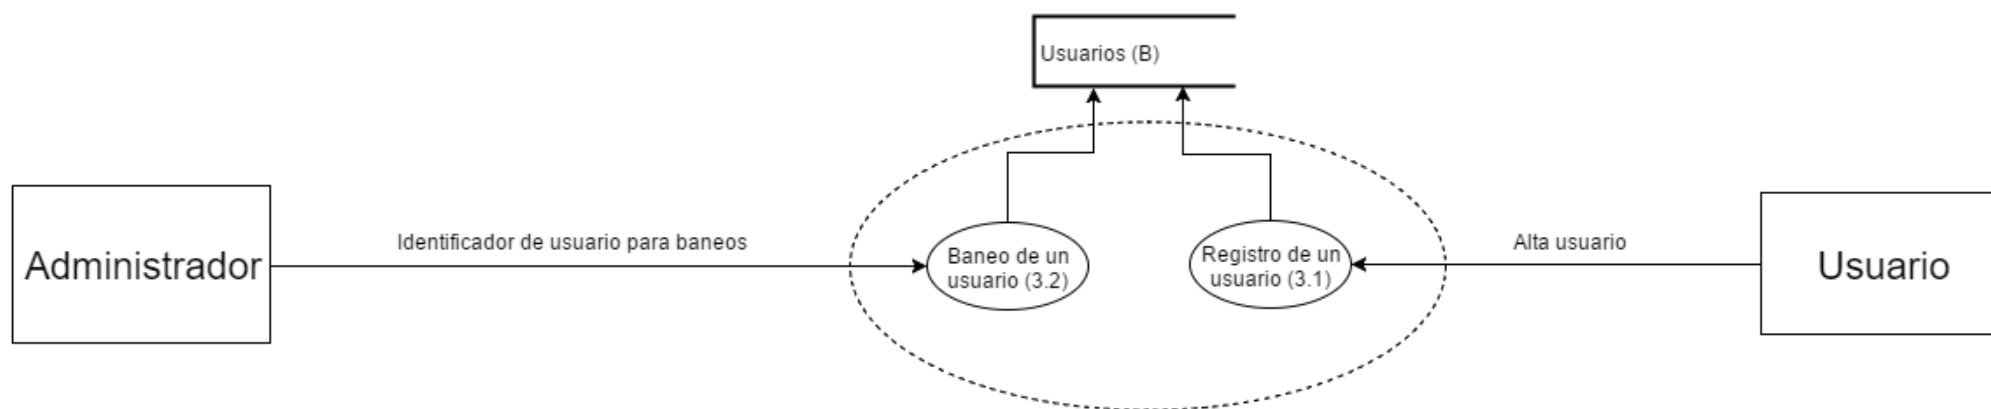 Usuarios (B)
Administrador
Identificador de usuario para baneos
Baneo de un
usuario (3.2)
Registro de un
usuario (3.1)
Alta usuario
Usuario